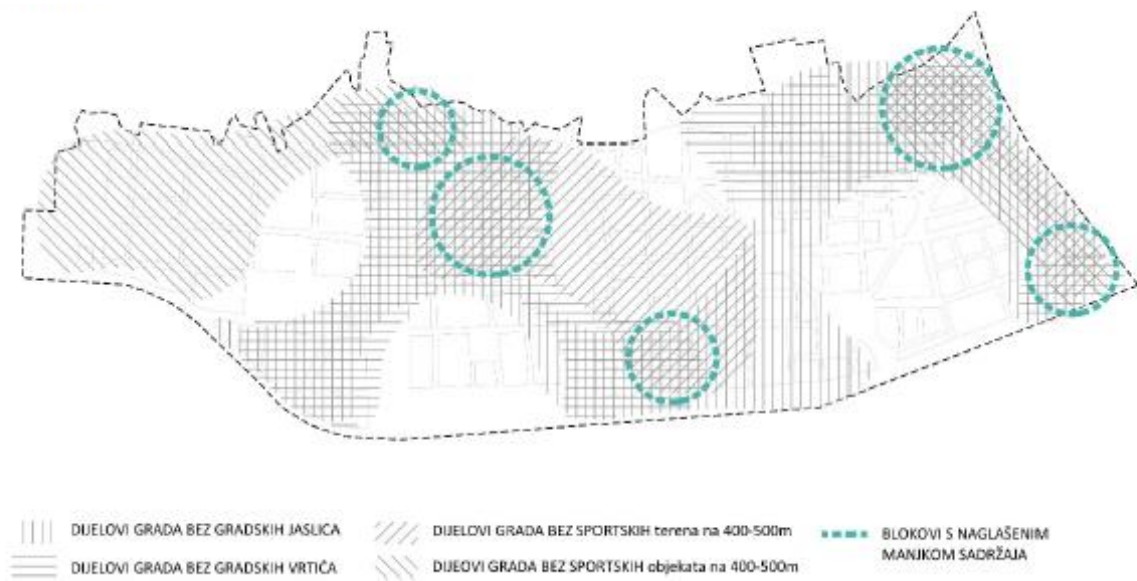 DIJELOVI GRADA BEZ GRADSKIH JASLICA
DIJELOVI GRADA BEZ GRADSKIH VRTIĆA
DIJELOVI GRADA BEZ SPORTSKIH terena na 400-500m
DIJEOVI GRADA BEZ SPORTSKIH objekata na 400-500m
BLOKOVI S NAGLAŠENIM
MANJKOM SADRŽAJA